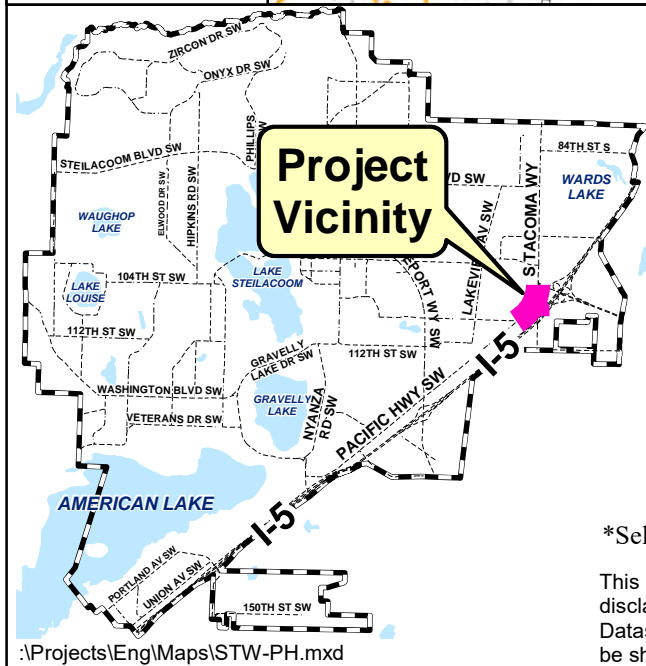 ZIRCON DR SW
ONYX DR SW
PHILLIPS
SW
STEILACOOM BLVD SW
ELWOOD DR SW
HIPKINS RD SW
WAUGHOP
LAKE
Project
Vicinity
VD SW
84TH ST S
WARDS
LAKE
S TACOMA WY
LAKEVIEW AV SW
EPORT WY SW
104TH ST SW
LAKE
LOUISE
LAKE
STEILACOOM
112TH ST SW
GRAVELLY
LAKE DR SW
112TH ST SW
I-5
WASHINGTON BLVD SW
GRAVELLY
LAKE
NYANZA
RD SW
PACIFIC HWY SW
VETERANS DR SW
AMERICAN LAKE
I-5
PORTLAND AV SW
UNION AV SW
150TH ST SW
*Sel
This
discla
Datas
be sh
:\Projects\Eng\Maps\STW-PH.mxd